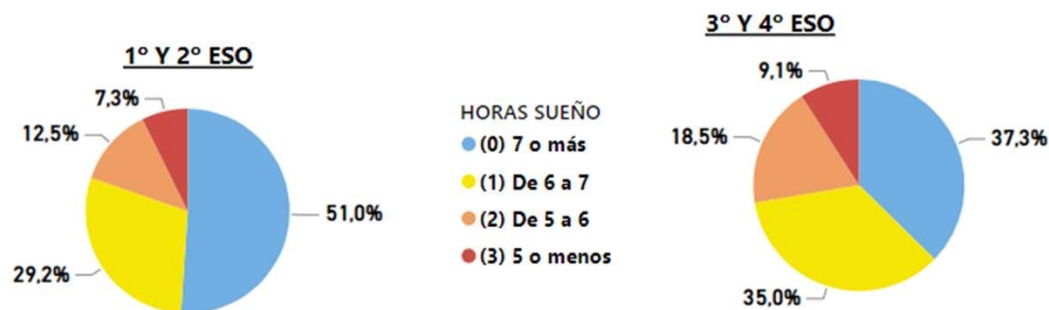 1º Y 2º ESO
7,3%
12,5%
29,2%
51,0%
HORAS SUEÑO
(0) 7 o más
(1) De 6 a 7
(2) De 5 a 6
(3) 5 o menos
3º Y 4º ESO
9,1%
18,5%
37,3%
35,0%